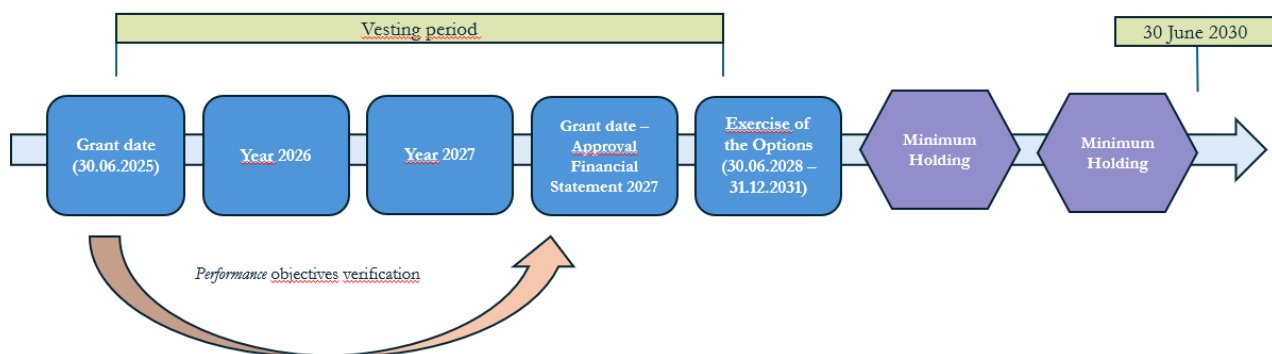 Vesting period
30 June 2030
Grant date
(30.06.2025)
Year 2026
Year 2027
Grant date –
Approval
Financial
Statement 2027
Exercise of
the Options
(30.06.2028 –
31.12.2031)
Minimum
Holding
Minimum
Holding
Performance objectives verification